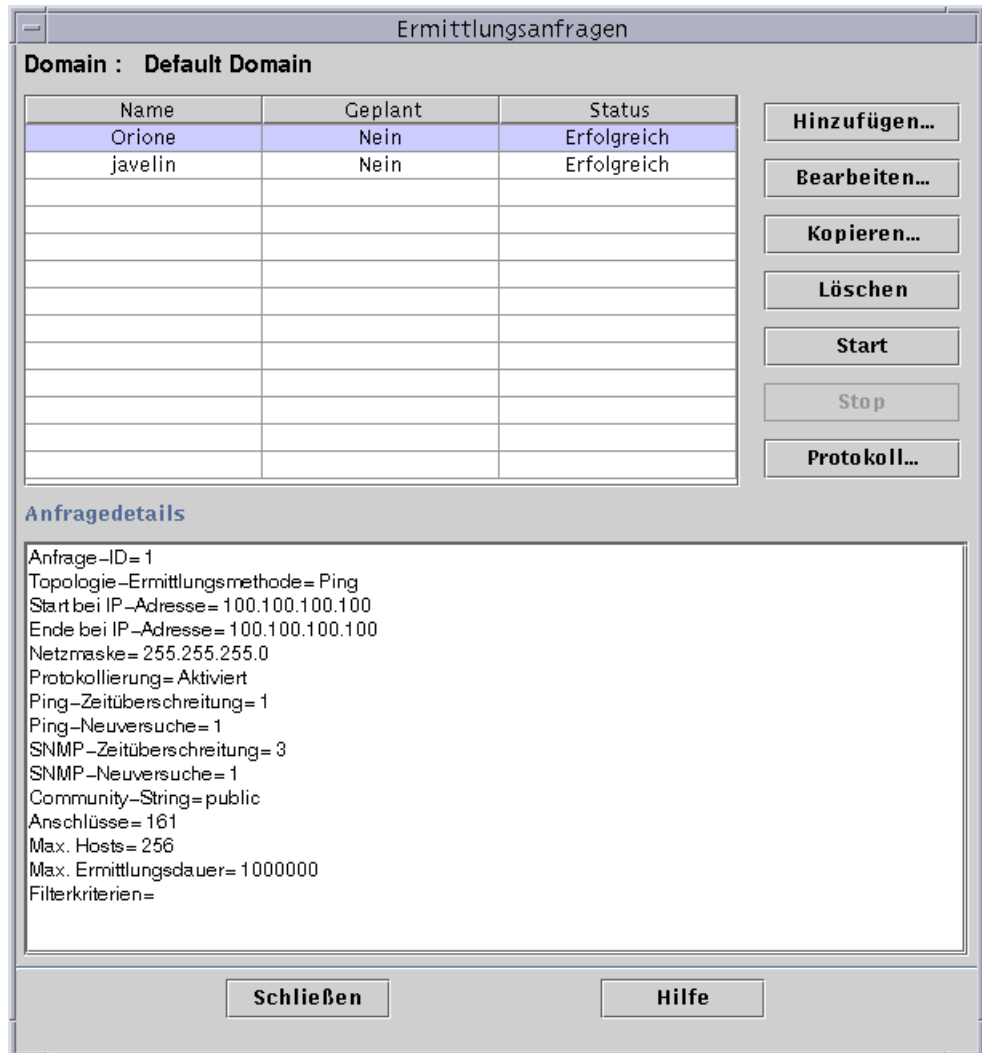 Ermittlungsanfragen
Domain : Default Domain
Name Geplant Status
Orione Nein Erfolgreich
javelin Nein Erfolgreich
Hinzufügen...
Bearbeiten...
Kopieren...
Löschen
Start
Stop
Protokoll...
Anfragedetails
Anfrage-ID= 1
Topologie-Ermittlungsmethode= Ping
Start bei IP-Adresse= 100.100.100.100
Ende bei IP-Adresse= 100.100.100.100
Netzmaske= 255.255.255.0
Protokollierung= Aktiviert
Ping-Zeitüberschreitung= 1
Ping-Neuversuche= 1
SNMP-Zeitüberschreitung= 3
SNMP-Neuversuche= 1
Community-String= public
Anschlüsse= 161
Max. Hosts= 256
Max. Ermittlungsdauer= 1000000
Filterkriterien=
Schließen Hilfe